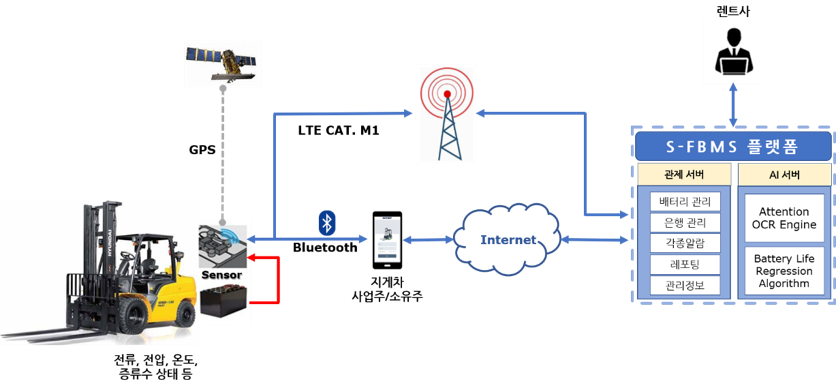 렌트사
LTE CAT. M1
GPS
S-FBMS 플랫폼
관제 서버
AI 서버
배터리 관리
은행 관리
각종알람
레포팅
관리정보
Attention
OCR Engine
Battery Life
Regression
Algorithm
Bluetooth
Internet
Sensor
지게차
사업주/소유주
전류, 전압, 온도,
증류수 상태 등